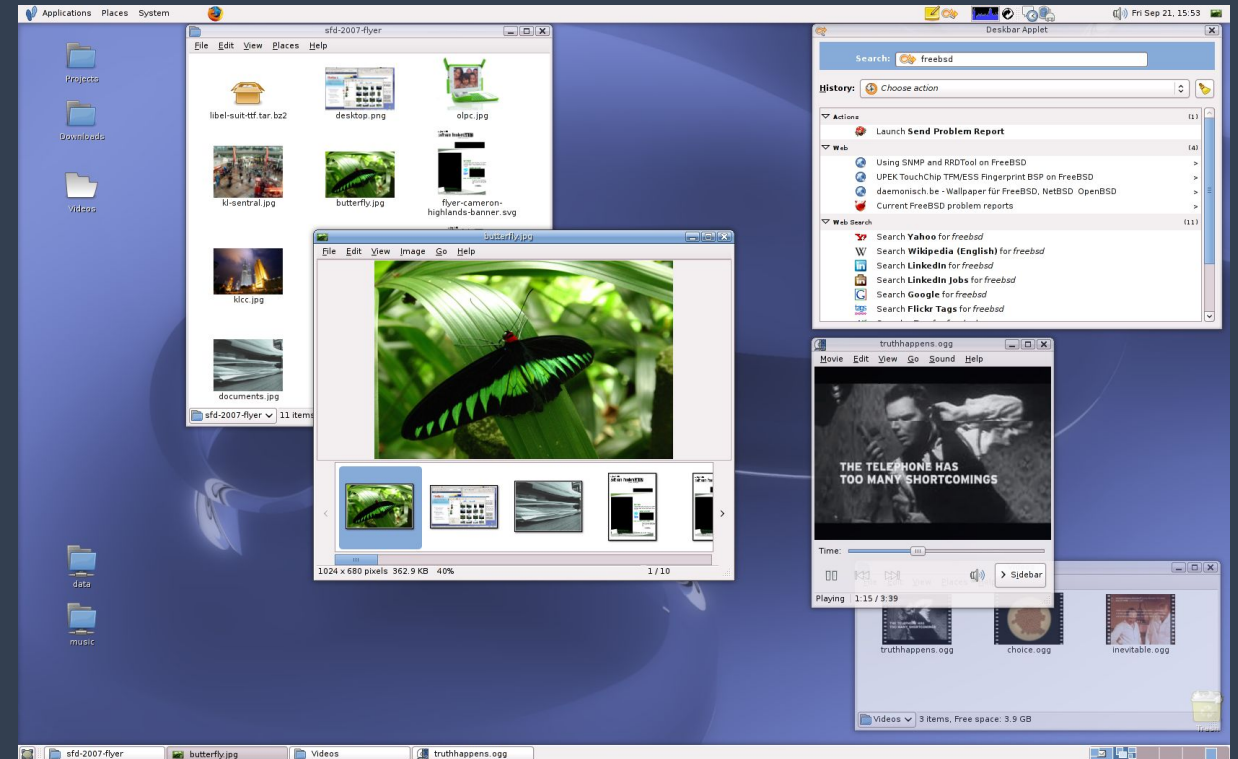 Applications Places System
Fri Sep 21, 15:53
Projects
Downloads
Videos
data
music
sfd-2007-flyer
File Edit View Places Help
libel-suit-ttf.tar.bz2
desktop.png
olpc.jpg
kl-sentral.jpg
butterfly.jpg
flyer-cameron-
highlands-banner.svg
klcc.jpg
documents.jpg
sfd-2007-flyer 11 items
butterfly.jpg
File Edit View Image Go Help
1024 x 680 pixels 362.9 KB 40%
1 / 10
Deskbar Applet
Search: freebsd
History: Choose action
Actions (1)
Launch Send Problem Report
Web (4)
Using SNMP and RRDTool on FreeBSD >
UPEK TouchChip TFM/ESS Fingerprint BSP on FreeBSD >
daemonisch.be - Wallpaper für FreeBSD, NetBSD OpenBSD >
Current FreeBSD problem reports >
Web Search (11)
Search Yahoo for freebsd
Search Wikipedia (English) for freebsd
Search LinkedIn for freebsd
Search LinkedIn Jobs for freebsd
Search Google for freebsd
Search Flickr Tags for freebsd
truthhappens.ogg
Movie Edit View Go Sound Help
THE TELEPHONE HAS
TOO MANY SHORTCOMINGS
Time:
> Sidebar
Playing 1:15 / 3:39
truthhappens.ogg
choice.ogg
inevitable.ogg
Videos 3 items, Free space: 3.9 GB
Trash
sfd-2007-flyer
butterfly.jpg
Videos
truthhappens.ogg